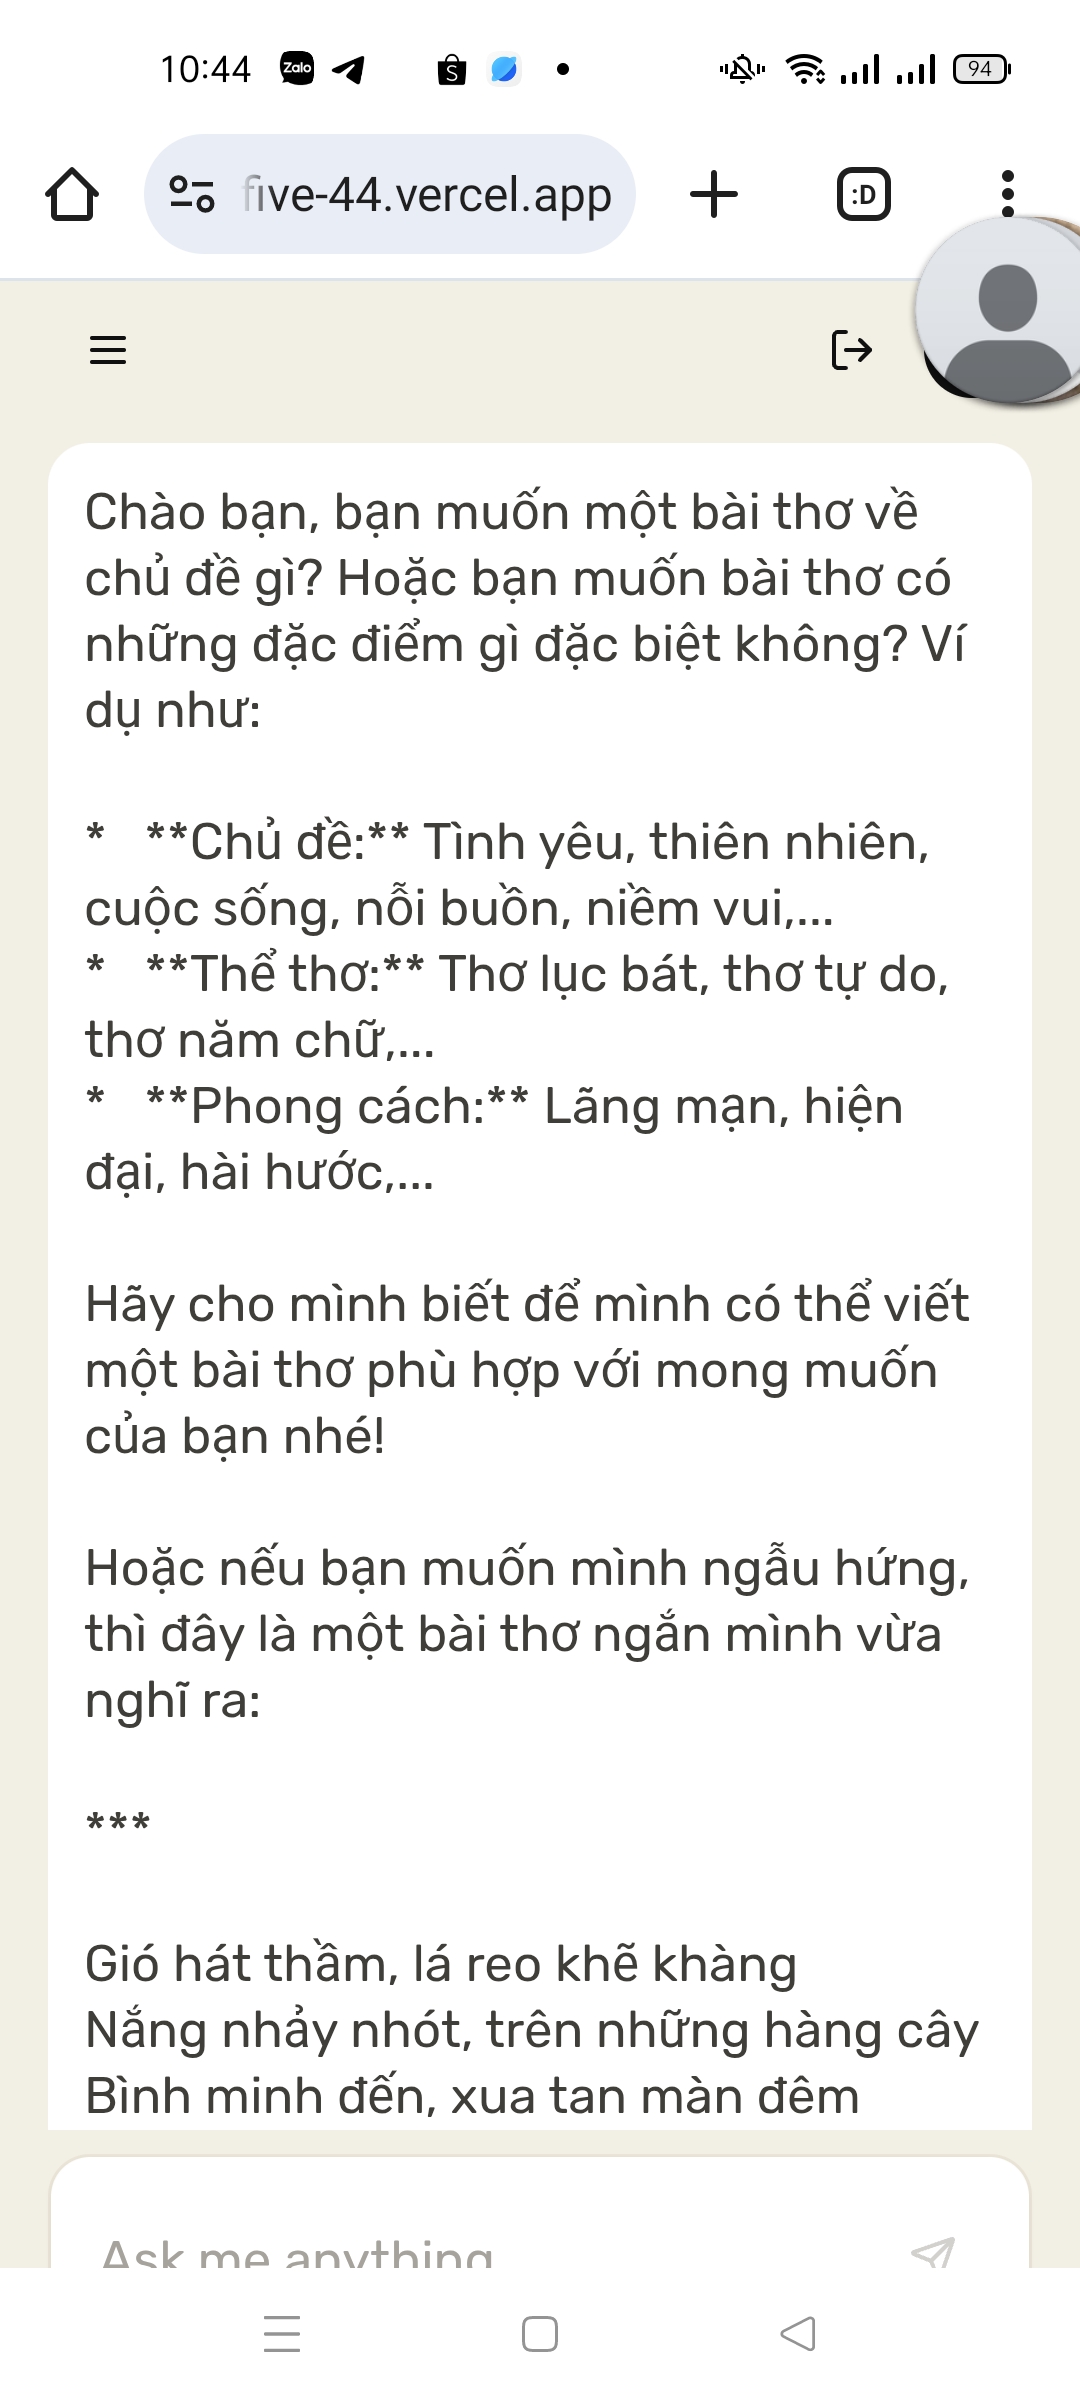 10:44
Zalo
S
94
five-44.vercel.app
:D
Chào bạn, bạn muốn một bài thơ về
chủ đề gì? Hoặc bạn muốn bài thơ có
những đặc điểm gì đặc biệt không? Ví
dụ như:
*   **Chủ đề:** Tình yêu, thiên nhiên,
cuộc sống, nỗi buồn, niềm vui,...
*   **Thể thơ:** Thơ lục bát, thơ tự do,
thơ năm chữ,...
*   **Phong cách:** Lãng mạn, hiện
đại, hài hước,...
Hãy cho mình biết để mình có thể viết
một bài thơ phù hợp với mong muốn
của bạn nhé!
Hoặc nếu bạn muốn mình ngẫu hứng,
thì đây là một bài thơ ngắn mình vừa
nghĩ ra:
***
Gió hát thầm, lá reo khẽ khàng
Nắng nhảy nhót, trên những hàng cây
Bình minh đến, xua tan màn đêm
Ask me anything